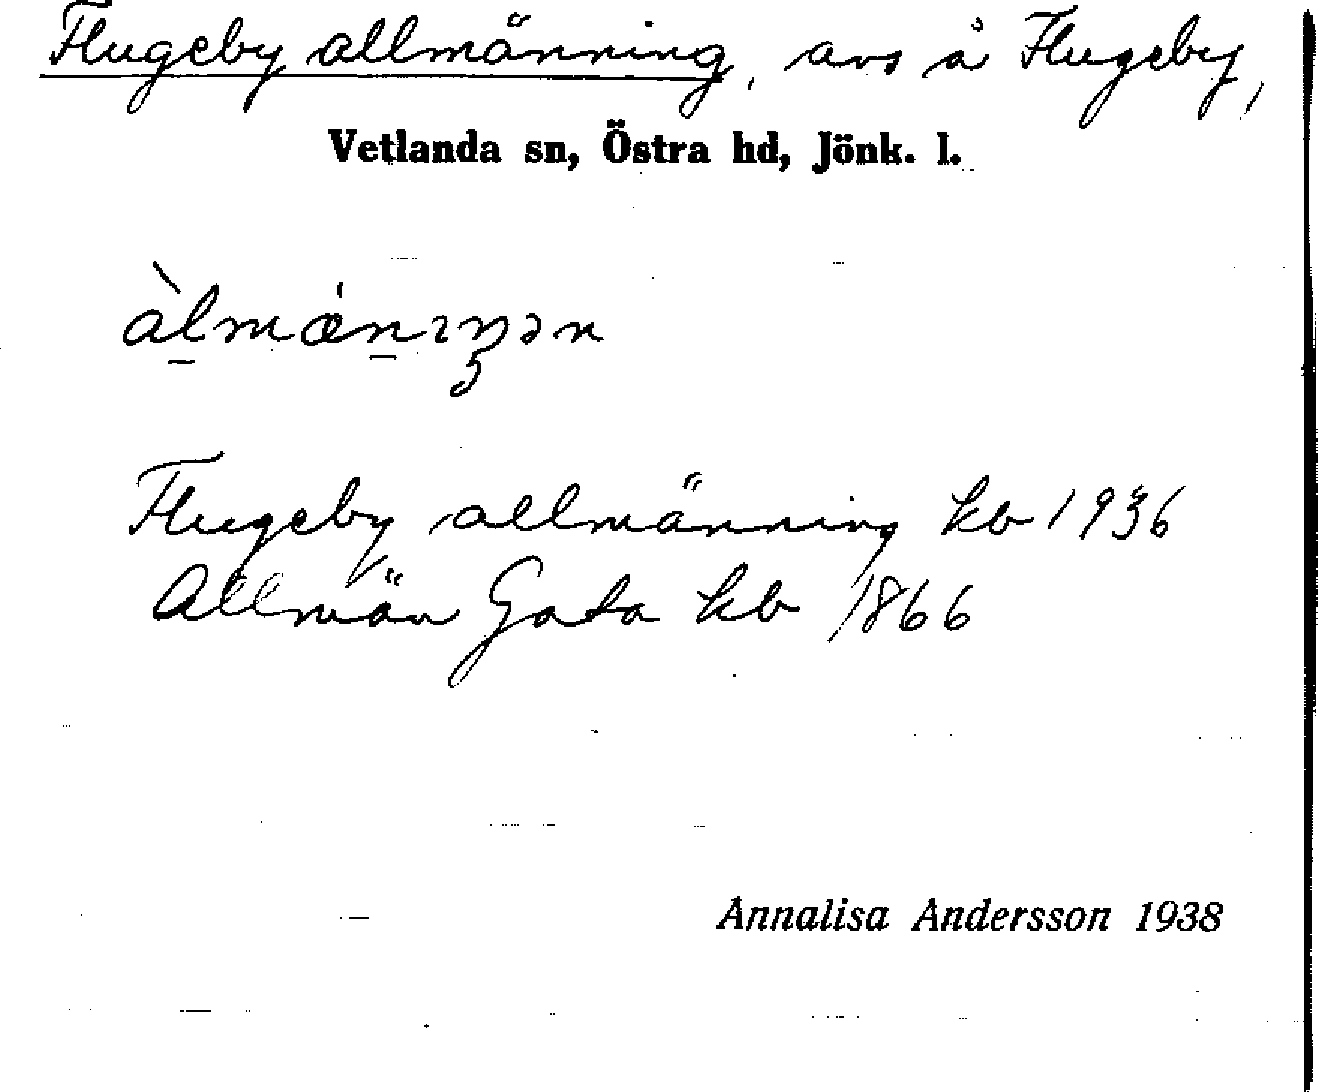 Flugeby allmänning, avs å Flugeby,
Vetlanda sn, Östra hd, Jönk. l.
àlmǽnıŋən
Flugeby allmänning kb 1936
Allmän Gata kb 1866
Annalisa Andersson 1938